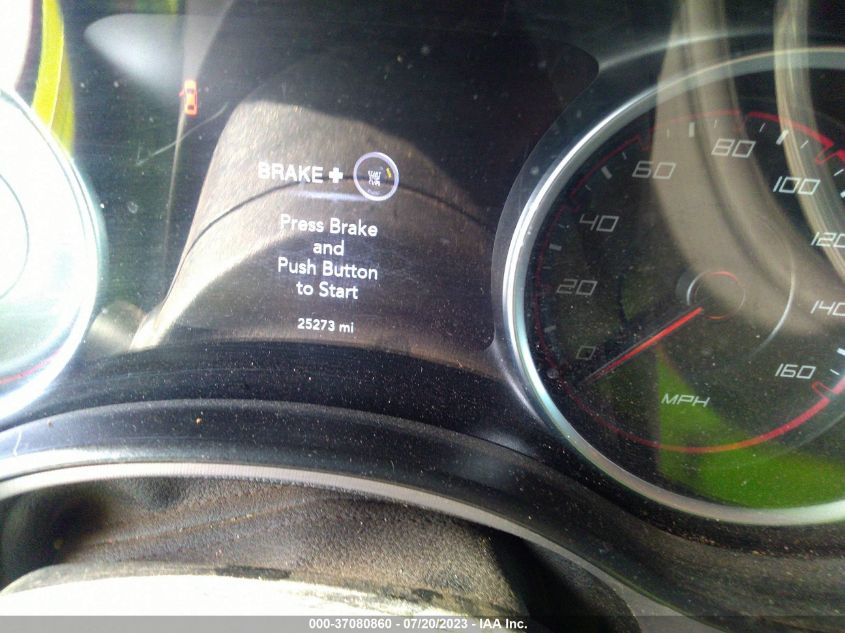 BRAKE +
Press Brake
and
Push Button
to Start
25273 mi
0
20
40
60
80
100
120
140
160
MPH
000-37080860 - 07/20/2023 - IAA Inc.